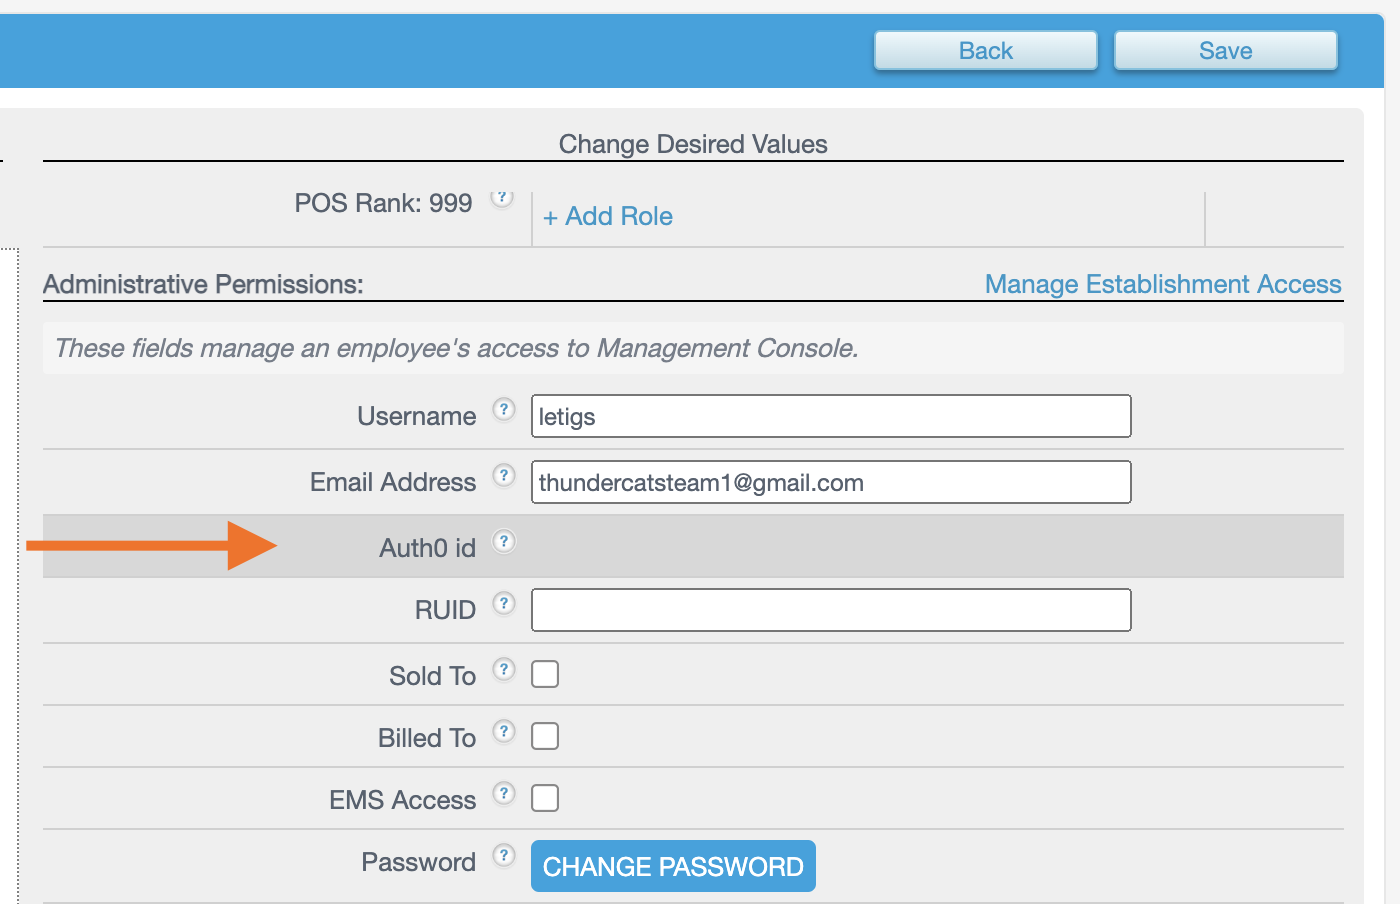 Back Save
Change Desired Values
POS Rank: 999 ? + Add Role
Administrative Permissions: Manage Establishment Access
These fields manage an employee's access to Management Console.
Username ? letigs
Email Address ? thundercatsteam1@gmail.com
Auth0 id ?
RUID ?
Sold To ?
Billed To ?
EMS Access ?
Password ? CHANGE PASSWORD